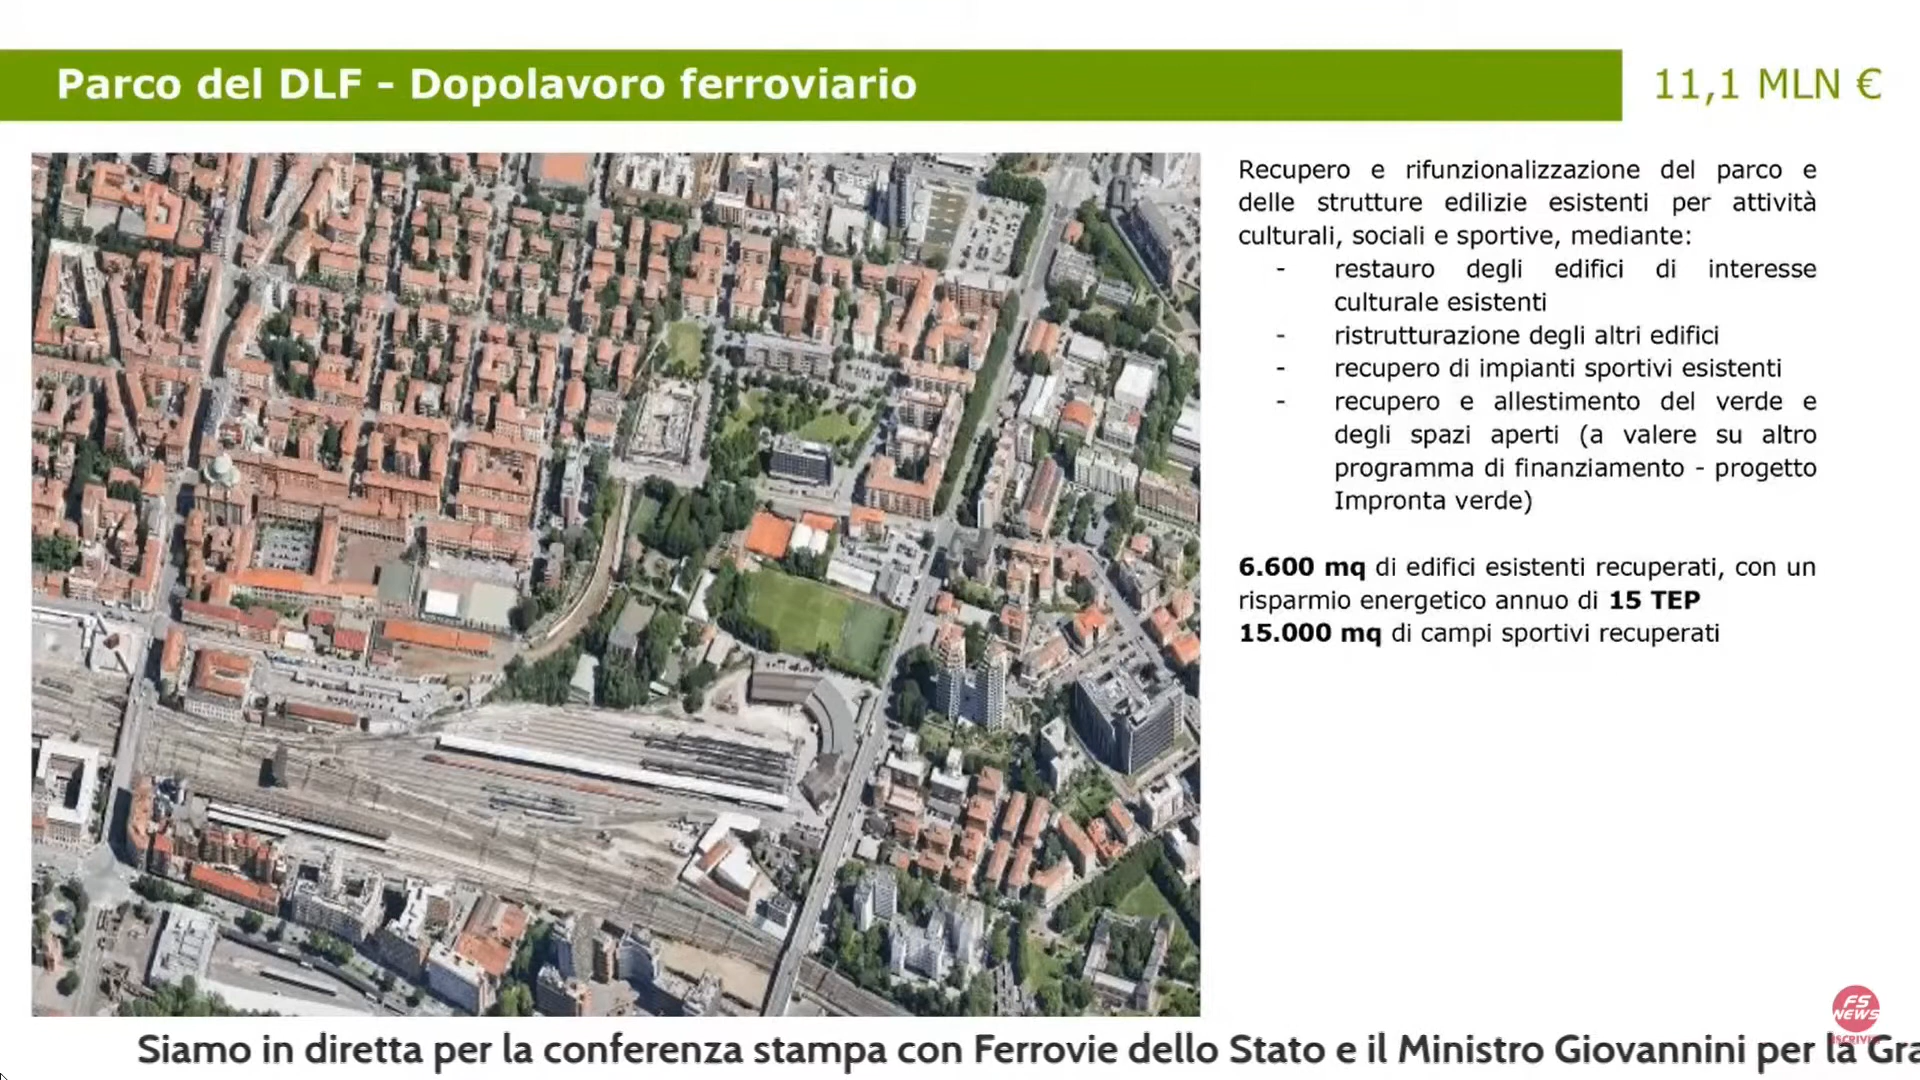 Parco del DLF - Dopolavoro ferroviario
11,1 MLN €
Recupero e rifunzionalizzazione del parco e
delle strutture edilizie esistenti per attività
culturali, sociali e sportive, mediante:
- restauro degli edifici di interesse
culturale esistenti
- ristrutturazione degli altri edifici
- recupero di impianti sportivi esistenti
- recupero e allestimento del verde e
degli spazi aperti (a valere su altro
programma di finanziamento - progetto
Impronta verde)
6.600 mq di edifici esistenti recuperati, con un
risparmio energetico annuo di 15 TEP
15.000 mq di campi sportivi recuperati
FS
NEWS
ISCRIVITI
Siamo in diretta per la conferenza stampa con Ferrovie dello Stato e il Ministro Giovannini per la Gra